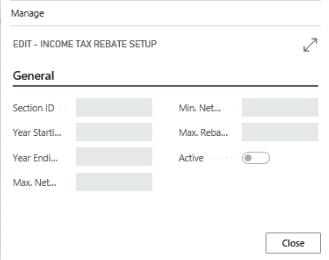 Manage
EDIT - INCOME TAX REBATE SETUP
General
Section ID
Year Starti...
Year Endi...
Max. Net...
Min. Net...
Max. Reba...
Active
Close